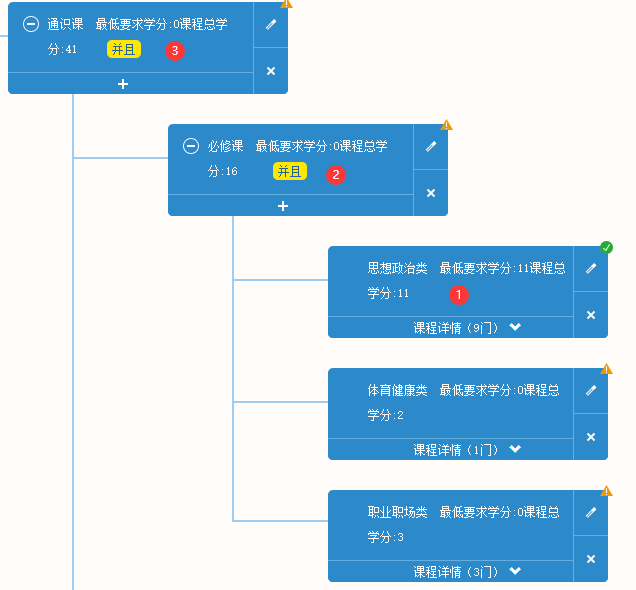 通识课 最低要求学分:0课程总学
分:41 并且 3
必修课 最低要求学分:0课程总学
分:16 并且 2
思想政治类 最低要求学分:11课程总
学分:11 1
课程详情（9门）
体育健康类 最低要求学分:0课程总
学分:2
课程详情（1门）
职业职场类 最低要求学分:0课程总
学分:3
课程详情（3门）